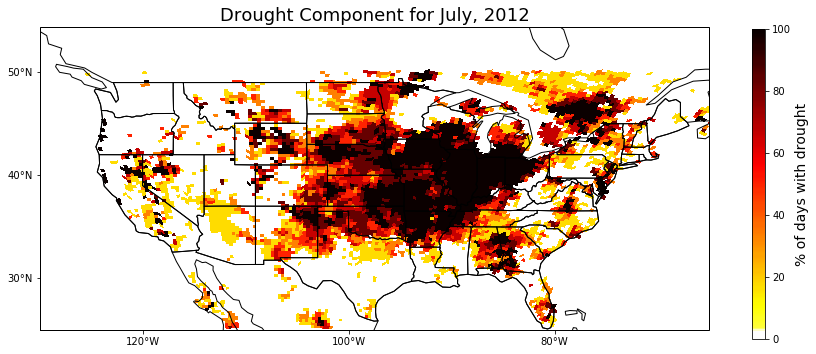 Drought Component for July, 2012
50°N
40°N
30°N
120°W
100°W
80°W
100
80
60
40
20
0
% of days with drought